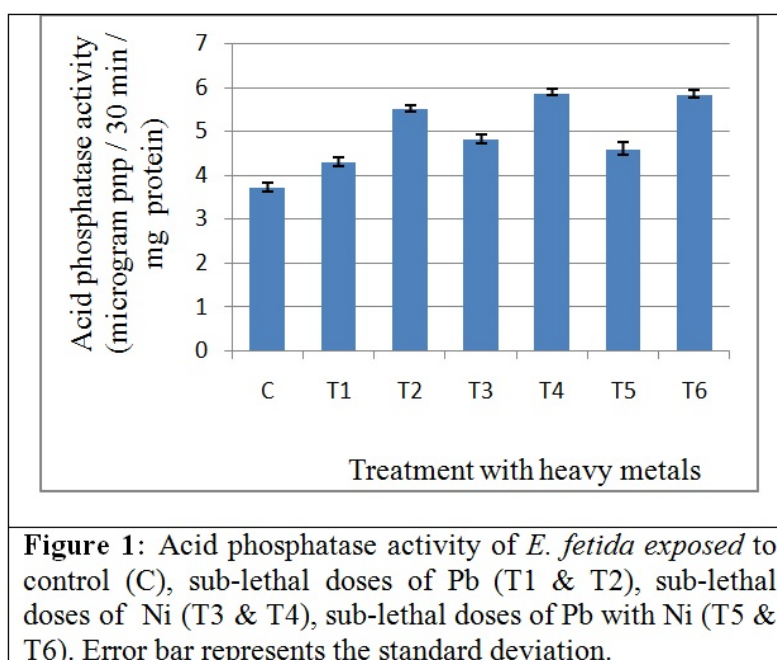 Acid phosphatase activity
(microgram pnp / 30 min /
mg protein)
7
6
5
4
3
2
1
0
C T1 T2 T3 T4 T5 T6
Treatment with heavy metals
Figure 1: Acid phosphatase activity of E. fetida exposed to
control (C), sub-lethal doses of Pb (T1 & T2), sub-lethal
doses of Ni (T3 & T4), sub-lethal doses of Pb with Ni (T5 &
T6). Error bar represents the standard deviation.